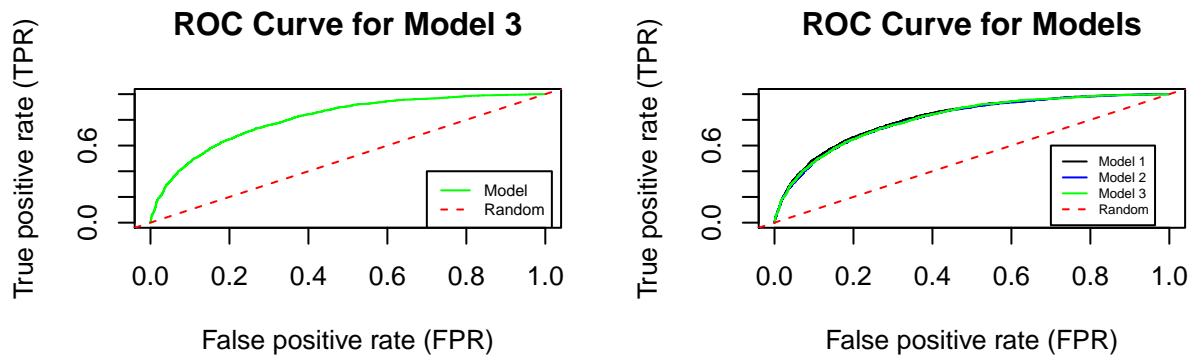 ROC Curve for Model 3
True positive rate (TPR)
0.6
0.0
Model
Random
0.0 0.2 0.4 0.6 0.8 1.0
False positive rate (FPR)
ROC Curve for Models
True positive rate (TPR)
0.6
0.0
Model 1
Model 2
Model 3
Random
0.0 0.2 0.4 0.6 0.8 1.0
False positive rate (FPR)